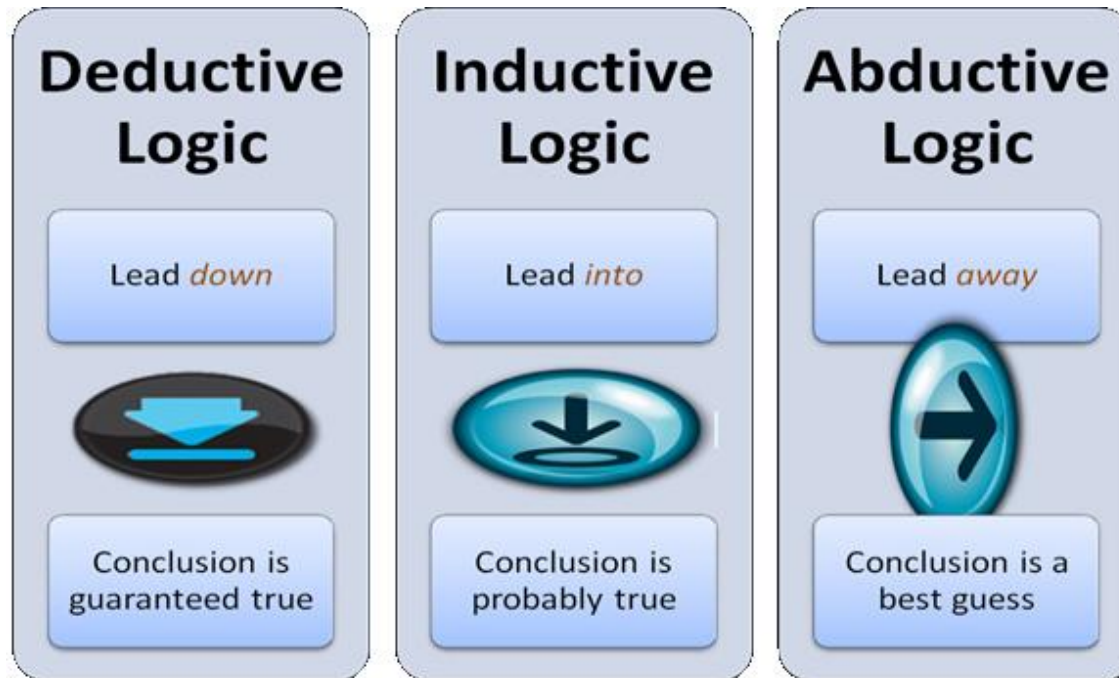 Deductive
Logic
Lead down
Conclusion is
guaranteed true
Inductive
Logic
Lead into
Conclusion is
probably true
Abductive
Logic
Lead away
Conclusion is a
best guess